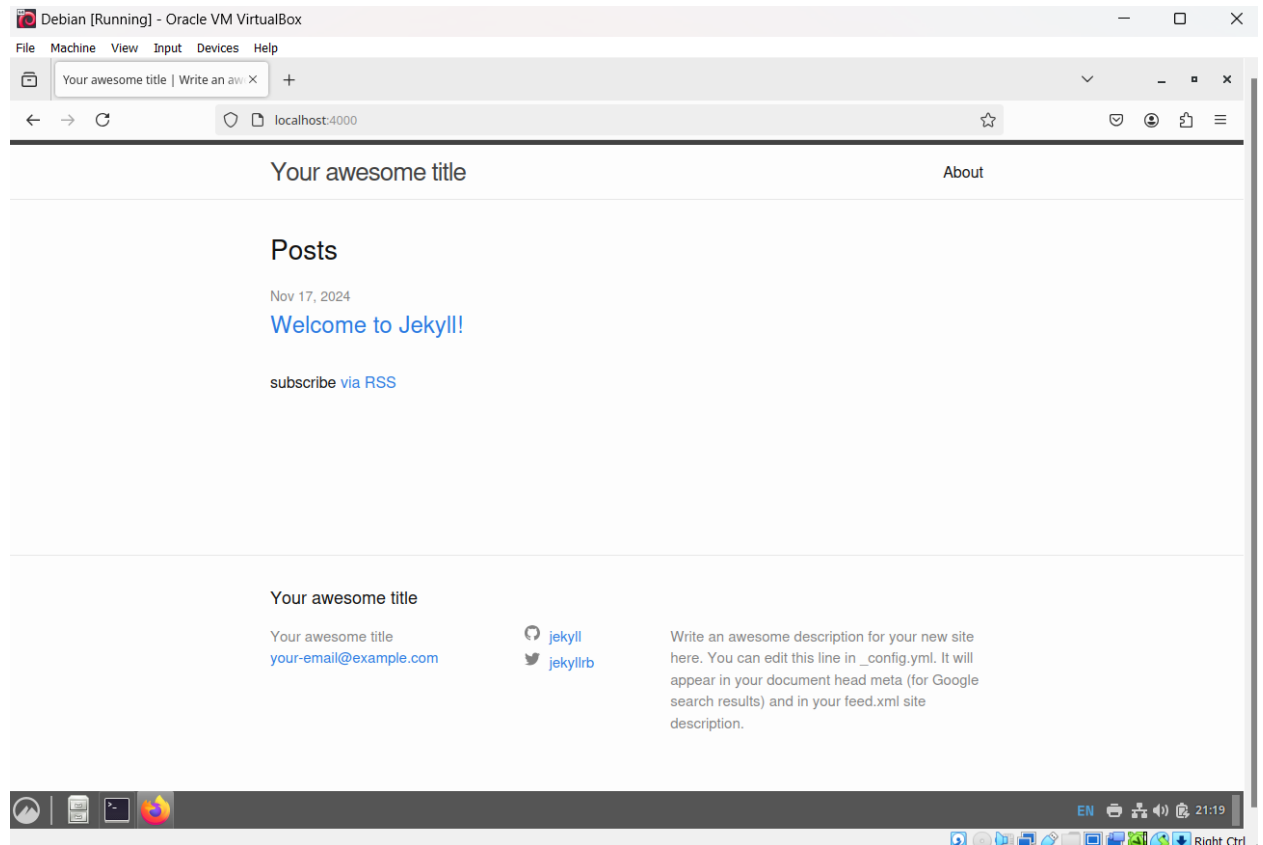 Debian [Running] - Oracle VM VirtualBox
File Machine View Input Devices Help
Your awesome title | Write an aw
localhost:4000
Your awesome title
About
Posts
Nov 17, 2024
Welcome to Jekyll!
subscribe via RSS
Your awesome title
Your awesome title
your-email@example.com
jekyll
jekyllrb
Write an awesome description for your new site
here. You can edit this line in _config.yml. It will
appear in your document head meta (for Google
search results) and in your feed.xml site
description.
EN 21:19
Right Ctrl